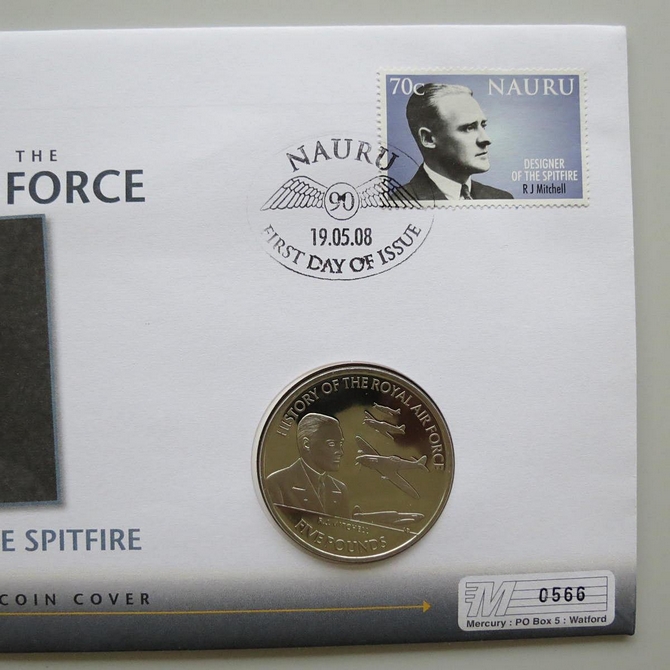 THE
FORCE
70c NAURU
DESIGNER
OF THE SPITFIRE
R J Mitchell
NAURU
90
19.05.08
FIRST DAY OF ISSUE
HISTORY OF THE ROYAL AIR FORCE
R.J. MITCHELL
FIVE POUNDS
E SPITFIRE
COIN COVER
M 0566
Mercury : PO Box 5 : Watford